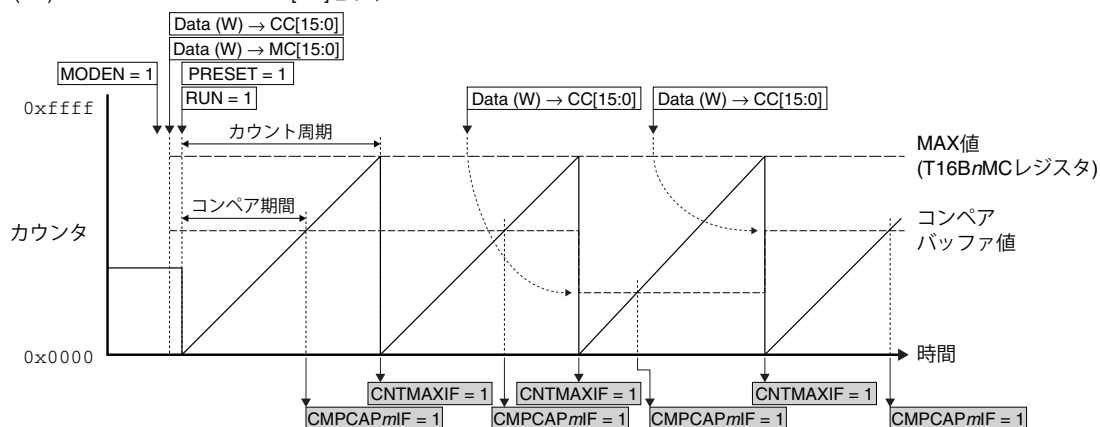 Data (W) → CC[15:0]
Data (W) → MC[15:0]
MODEN = 1
PRESET = 1
RUN = 1
Data (W) → CC[15:0]
Data (W) → CC[15:0]
0xffff
カウント周期
MAX値
(T16BnMCレジスタ)
コンペア期間
コンペア
バッファ値
カウンタ
0x0000
時間
CNTMAXIF = 1
CNTMAXIF = 1
CNTMAXIF = 1
CMPCAPmIF = 1
CMPCAPmIF = 1
CMPCAPmIF = 1
CMPCAPmIF = 1